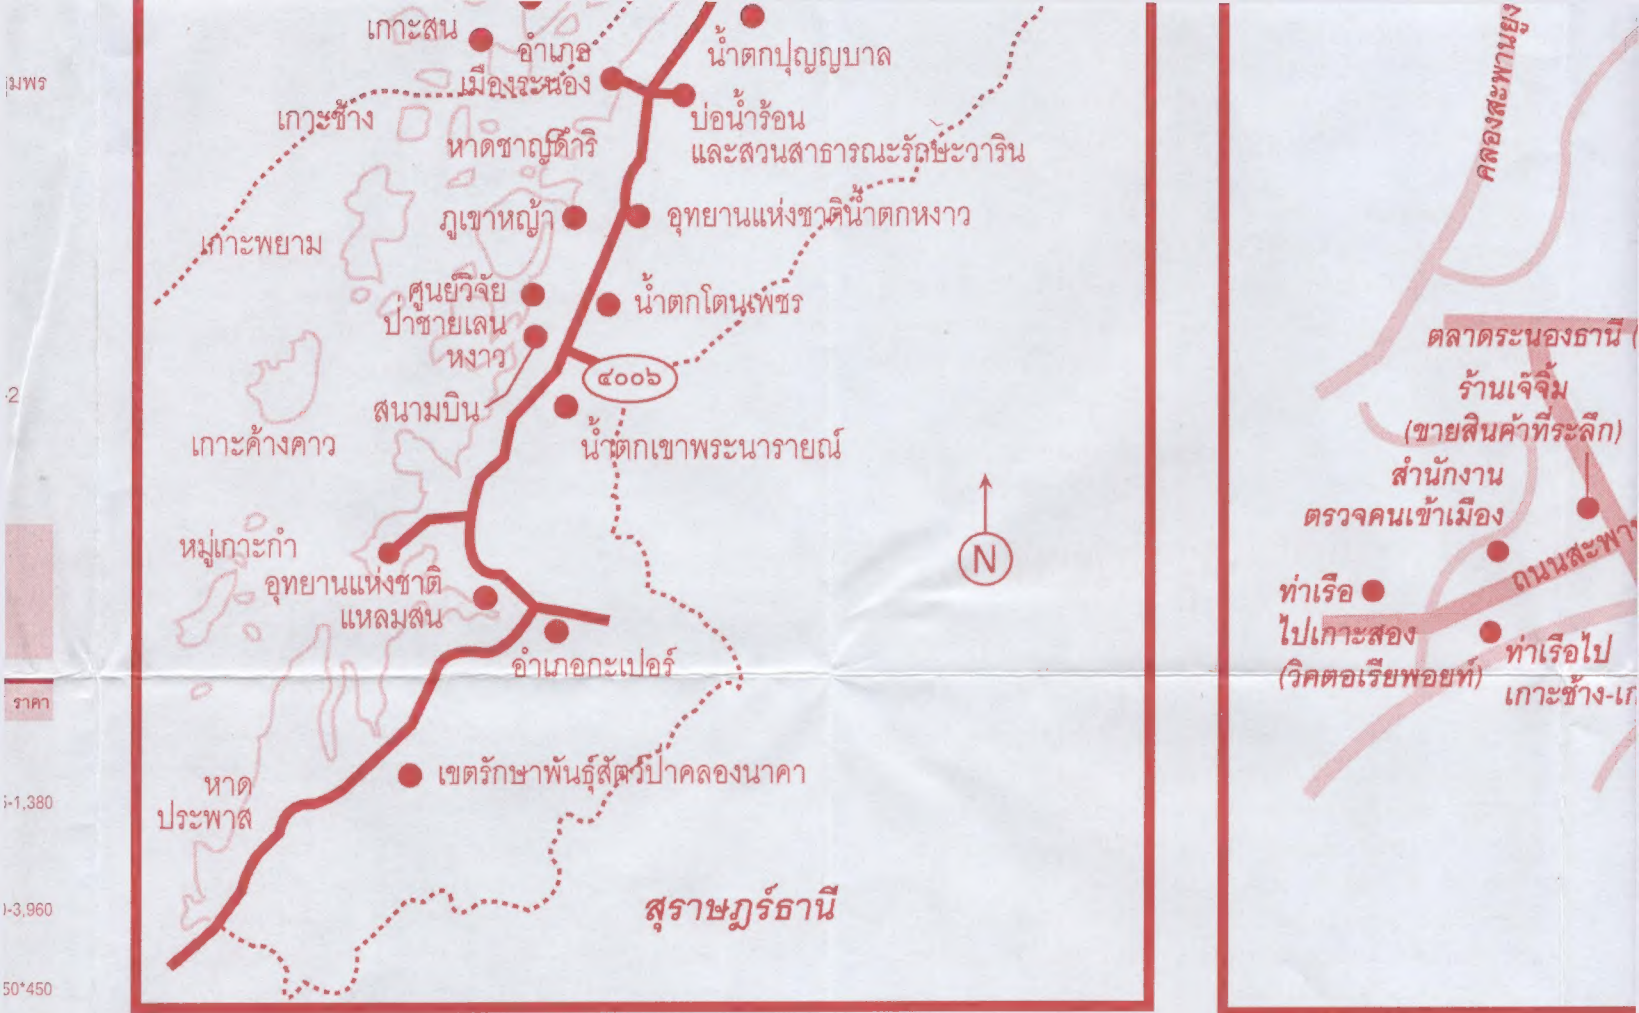 เกาะสน
อำเภอ
เมืองระนอง
น้ำตกปุญญบาล
เกาะช้าง
หาดชาญดำริ
บ่อน้ำร้อน
และสวนสาธารณะรักษะวาริน
ภูเขาหญ้า
อุทยานแห่งชาติน้ำตกหงาว
เกาะพยาม
ศูนย์วิจัย
ป่าชายเลน
หงาว
น้ำตกโตนเพชร
๔๐๐๖
สนามบิน
เกาะค้างคาว
น้ำตกเขาพระนารายณ์
N
หมู่เกาะกำ
อุทยานแห่งชาติ
แหลมสน
อำเภอกะเปอร์
เขตรักษาพันธุ์สัตว์ป่าคลองนาคา
หาด
ประพาส
สุราษฎร์ธานี
-2
ราคา
-1,380
-3,960
50*450
คลองสะพานยูง
ตลาดระนองธานี (
ร้านเจ๊จิ้ม
(ขายสินค้าที่ระลึก)
สำนักงาน
ตรวจคนเข้าเมือง
ท่าเรือ
ไปเกาะสอง
(วิคตอเรียพอยท์)
ท่าเรือไป
เกาะช้าง-เก